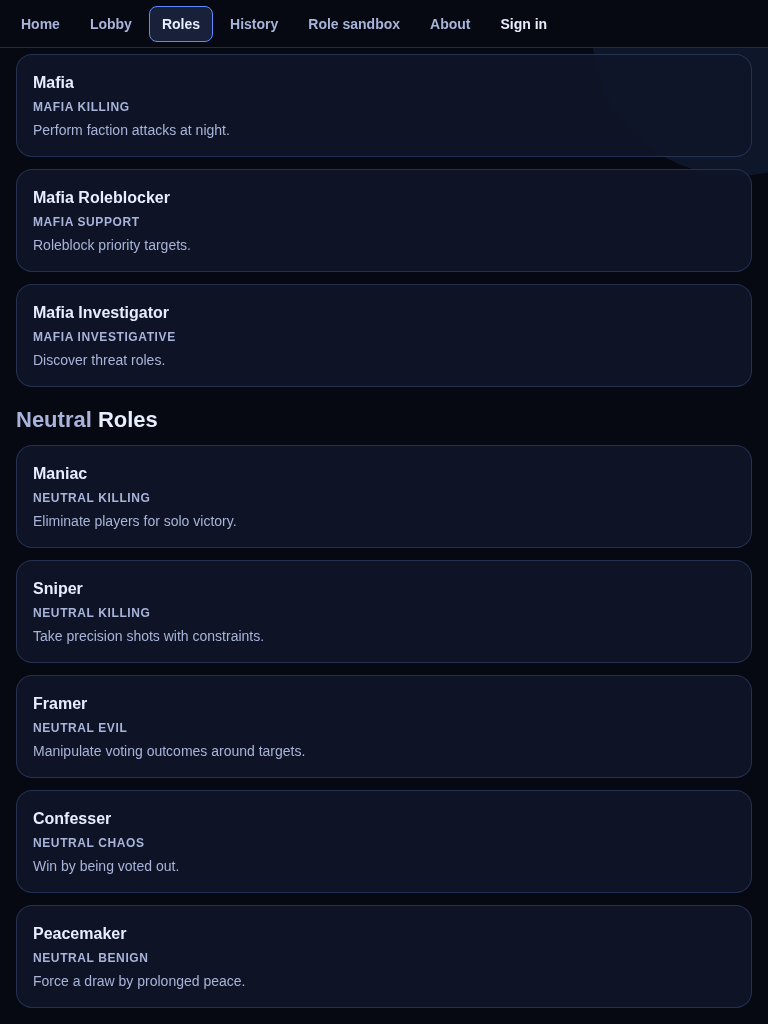 Home Lobby Roles History Role sandbox About Sign in
Mafia
MAFIA KILLING
Perform faction attacks at night.
Mafia Roleblocker
MAFIA SUPPORT
Roleblock priority targets.
Mafia Investigator
MAFIA INVESTIGATIVE
Discover threat roles.
Neutral Roles
Maniac
NEUTRAL KILLING
Eliminate players for solo victory.
Sniper
NEUTRAL KILLING
Take precision shots with constraints.
Framer
NEUTRAL EVIL
Manipulate voting outcomes around targets.
Confesser
NEUTRAL CHAOS
Win by being voted out.
Peacemaker
NEUTRAL BENIGN
Force a draw by prolonged peace.